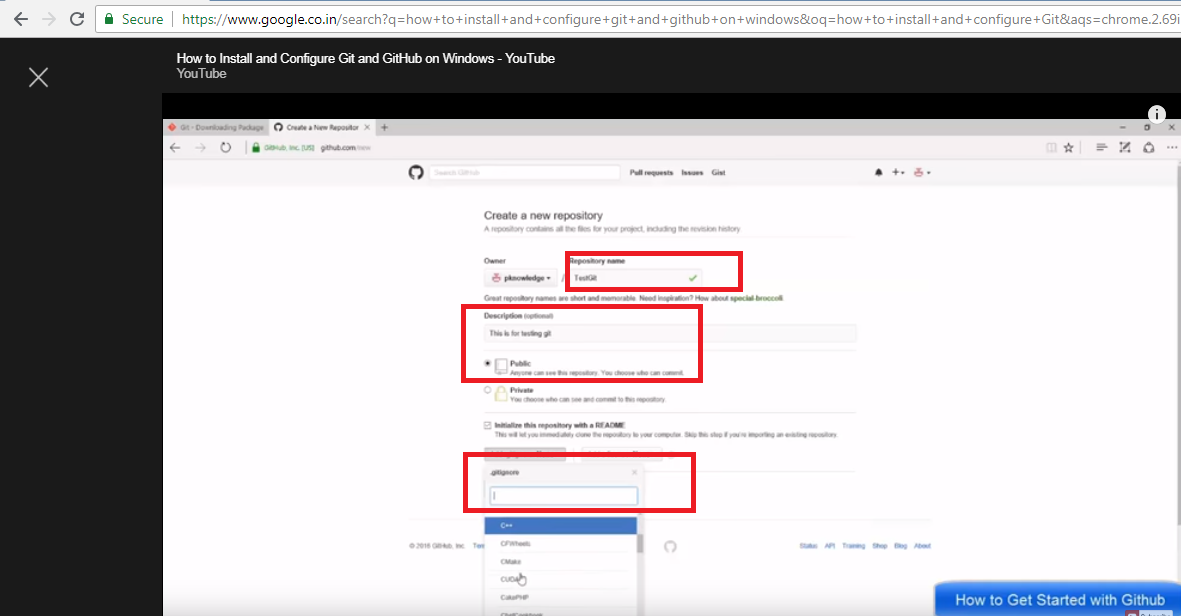 Secure https://www.google.co.in/search?q=how+to+install+and+configure+git+and+github+on+windows&oq=how+to+install+and+configure+Git&aqs=chrome.2.69i
How to Install and Configure Git and GitHub on Windows - YouTube
YouTube
Git - Downloading Package Create a New Repositor
GitHub, Inc. [US] github.com/new
Search GitHub Pull requests Issues Gist
Create a new repository
A repository contains all the files for your project, including the revision history
Owner Repository name
pknowledge / TestGit
Great repository names are short and memorable. Need inspiration? How about special-broccoli
Description (optional)
This is for testing git
Public
Anyone can see this repository. You choose who can commit.
Private
You choose who can see and commit to this repository.
Initialize this repository with a README
This will let you immediately clone the repository to your computer. Skip this step if you're importing an existing repository.
.gitignore
C++
CFWheels
© 2016 GitHub, Inc. Status API Training Shop Blog About
CMake
CUDA
CakePHP
How to Get Started with Github